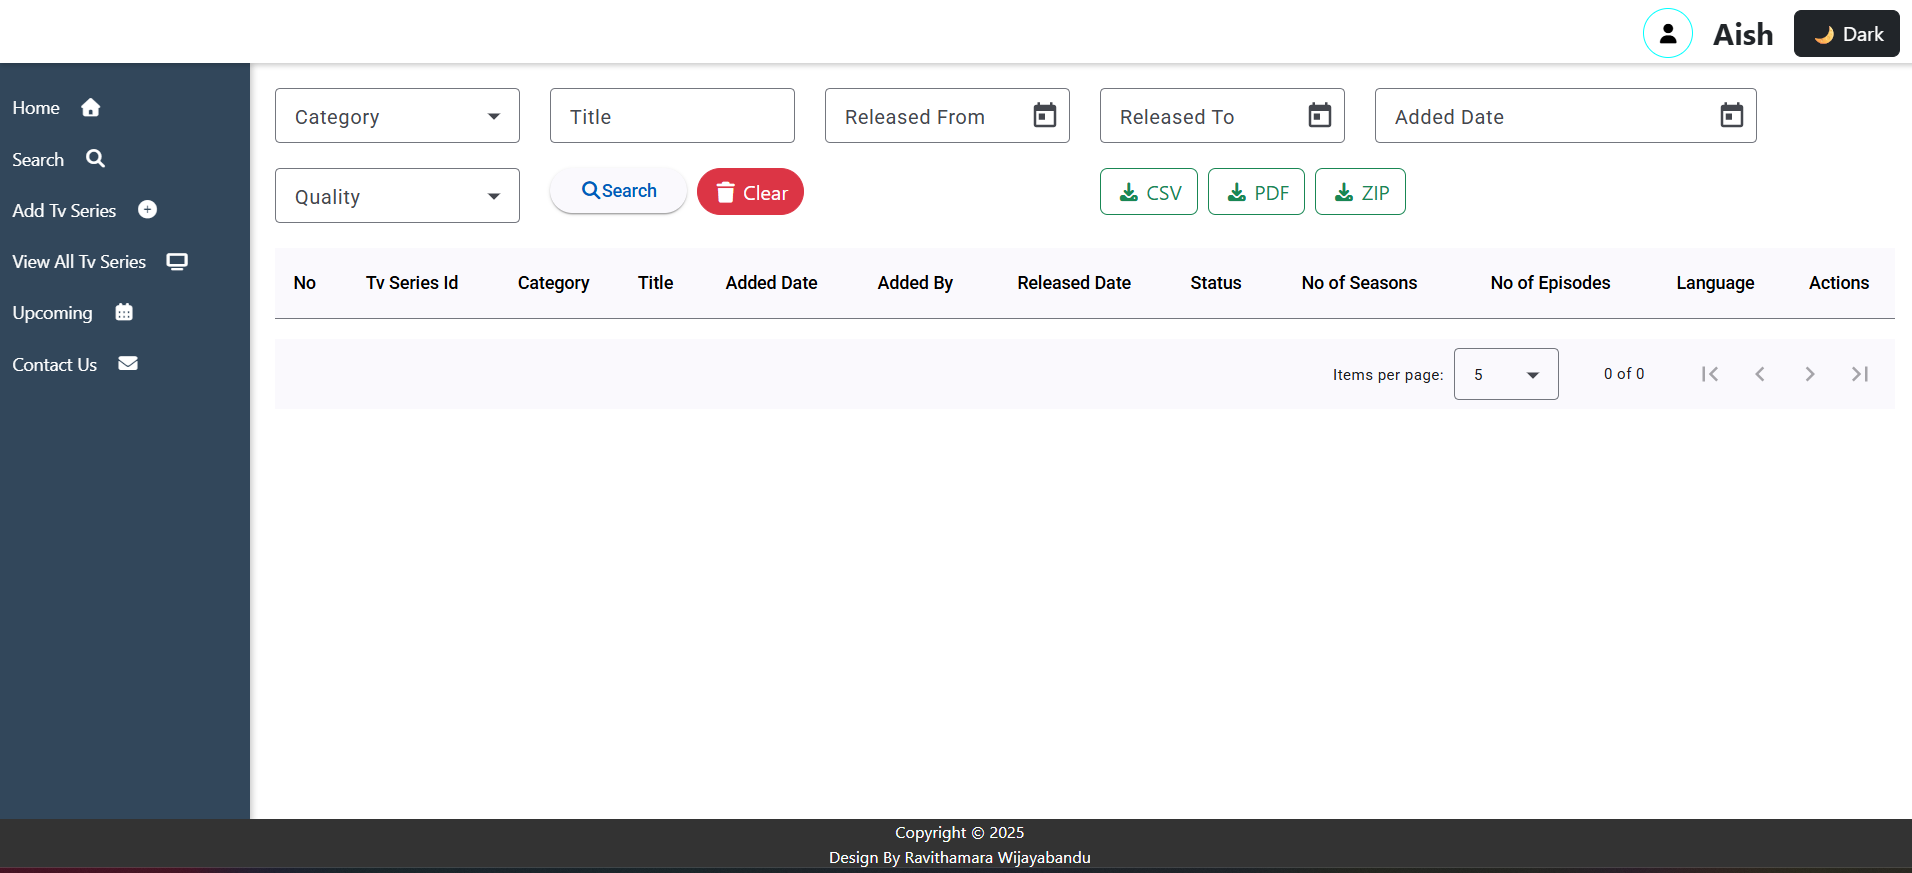 Aish
🌙 Dark
Home
Search
Add Tv Series
View All Tv Series
Upcoming
Contact Us
Category
Title
Released From
Released To
Added Date
Quality
Search
Clear
CSV
PDF
ZIP
No Tv Series Id Category Title Added Date Added By Released Date Status No of Seasons No of Episodes Language Actions
Items per page: 5 0 of 0
Copyright © 2025
Design By Ravithamara Wijayabandu